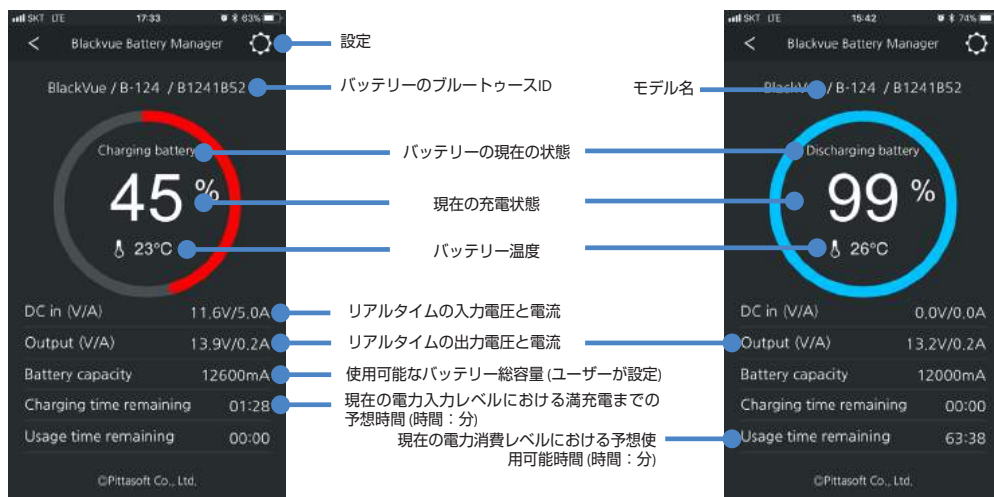 SKT LTE 17:33 63%
< Blackvue Battery Manager
BlackVue / B-124 / B1241B52
Charging battery
45 %
23°C
DC in (V/A) 11.6V/5.0A
Output (V/A) 13.9V/0.2A
Battery capacity 12600mA
Charging time remaining 01:28
Usage time remaining 00:00
©Pittasoft Co., Ltd.
設定
バッテリーのブルートゥースID
モデル名
バッテリーの現在の状態
現在の充電状態
バッテリー温度
リアルタイムの入力電圧と電流
リアルタイムの出力電圧と電流
使用可能なバッテリー総容量 (ユーザーが設定)
現在の電力入力レベルにおける満充電までの
予想時間 (時間：分)
現在の電力消費レベルにおける予想使
用可能時間 (時間：分)
SKT LTE 15:42 74%
< Blackvue Battery Manager
BlackVue / B-124 / B1241B52
Discharging battery
99 %
26°C
DC in (V/A) 0.0V/0.0A
Output (V/A) 13.2V/0.2A
Battery capacity 12000mA
Charging time remaining 00:00
Usage time remaining 63:38
©Pittasoft Co., Ltd.